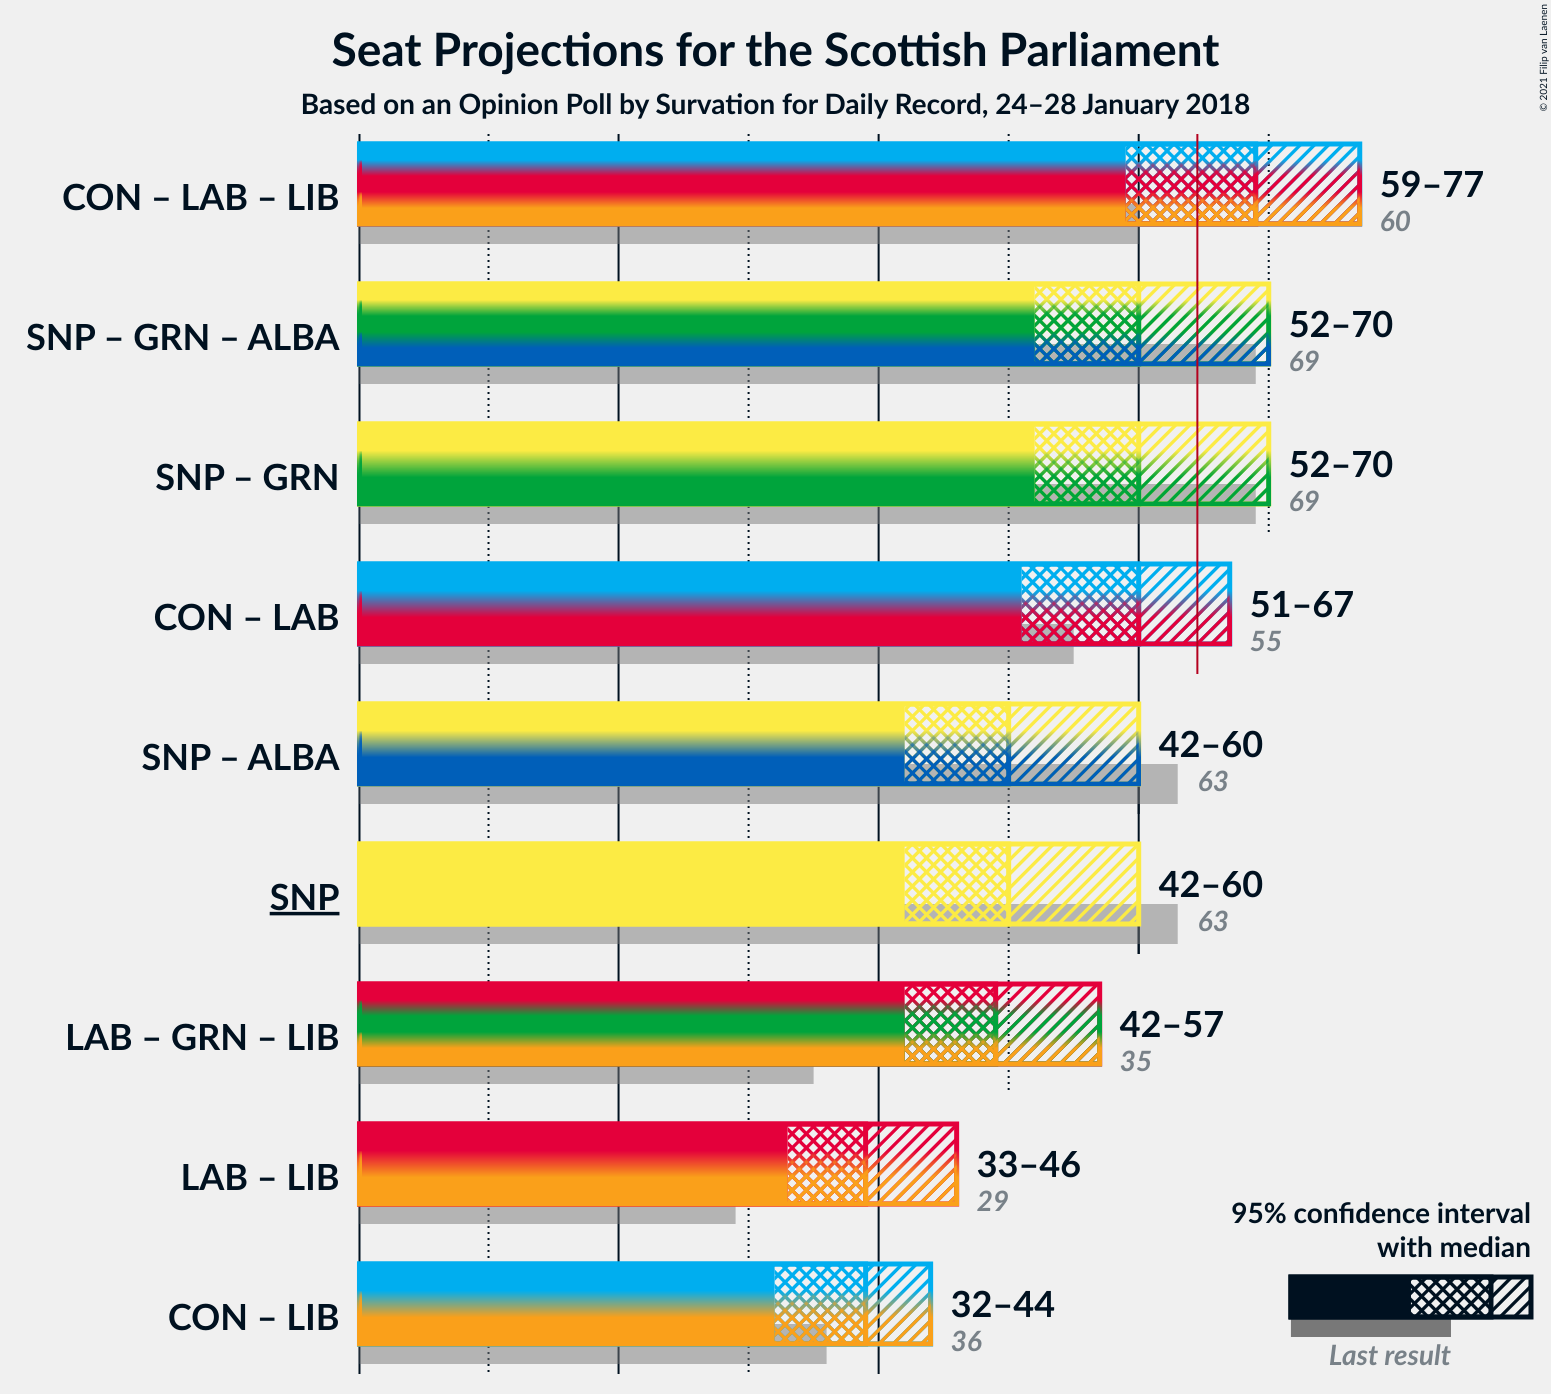 Seat Projections for the Scottish Parliament
Based on an Opinion Poll by Survation for Daily Record, 24–28 January 2018
© 2021 Filip van Laenen
CON – LAB – LIB
59–77
60
SNP – GRN – ALBA
52–70
69
SNP – GRN
52–70
69
CON – LAB
51–67
55
SNP – ALBA
42–60
63
SNP
42–60
63
LAB – GRN – LIB
42–57
35
LAB – LIB
33–46
29
CON – LIB
32–44
36
95% confidence interval
with median
Last result